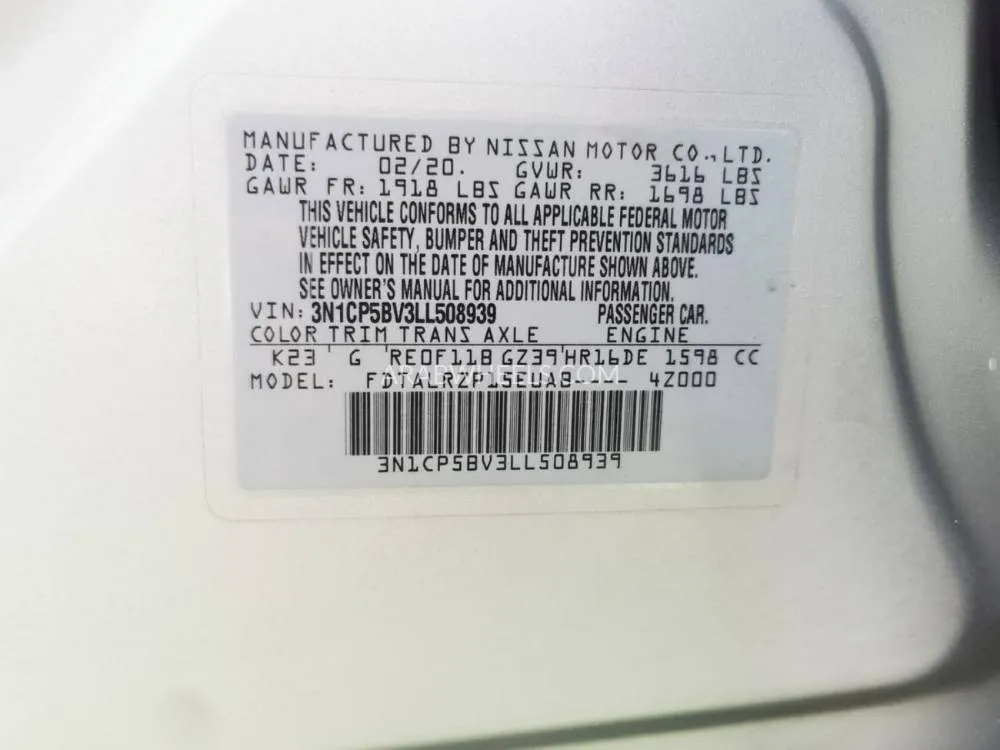 MANUFACTURED BY NISSAN MOTOR CO., LTD.
DATE: 02/20. GVWR: 3616 LBS
GAWR FR: 1918 LBS GAWR RR: 1698 LBS
THIS VEHICLE CONFORMS TO ALL APPLICABLE FEDERAL MOTOR
VEHICLE SAFETY, BUMPER AND THEFT PREVENTION STANDARDS
IN EFFECT ON THE DATE OF MANUFACTURE SHOWN ABOVE.
SEE OWNER'S MANUAL FOR ADDITIONAL INFORMATION.
VIN: 3N1CP5BV3LL508939 PASSENGER CAR.
COLOR TRIM TRANS AXLE ENGINE
K23 G RE0F11B GZ39 HR16DE 1598 CC
ARABWHEELS.COM
MODEL: 4Z000
3N1CP5BV3LL508939